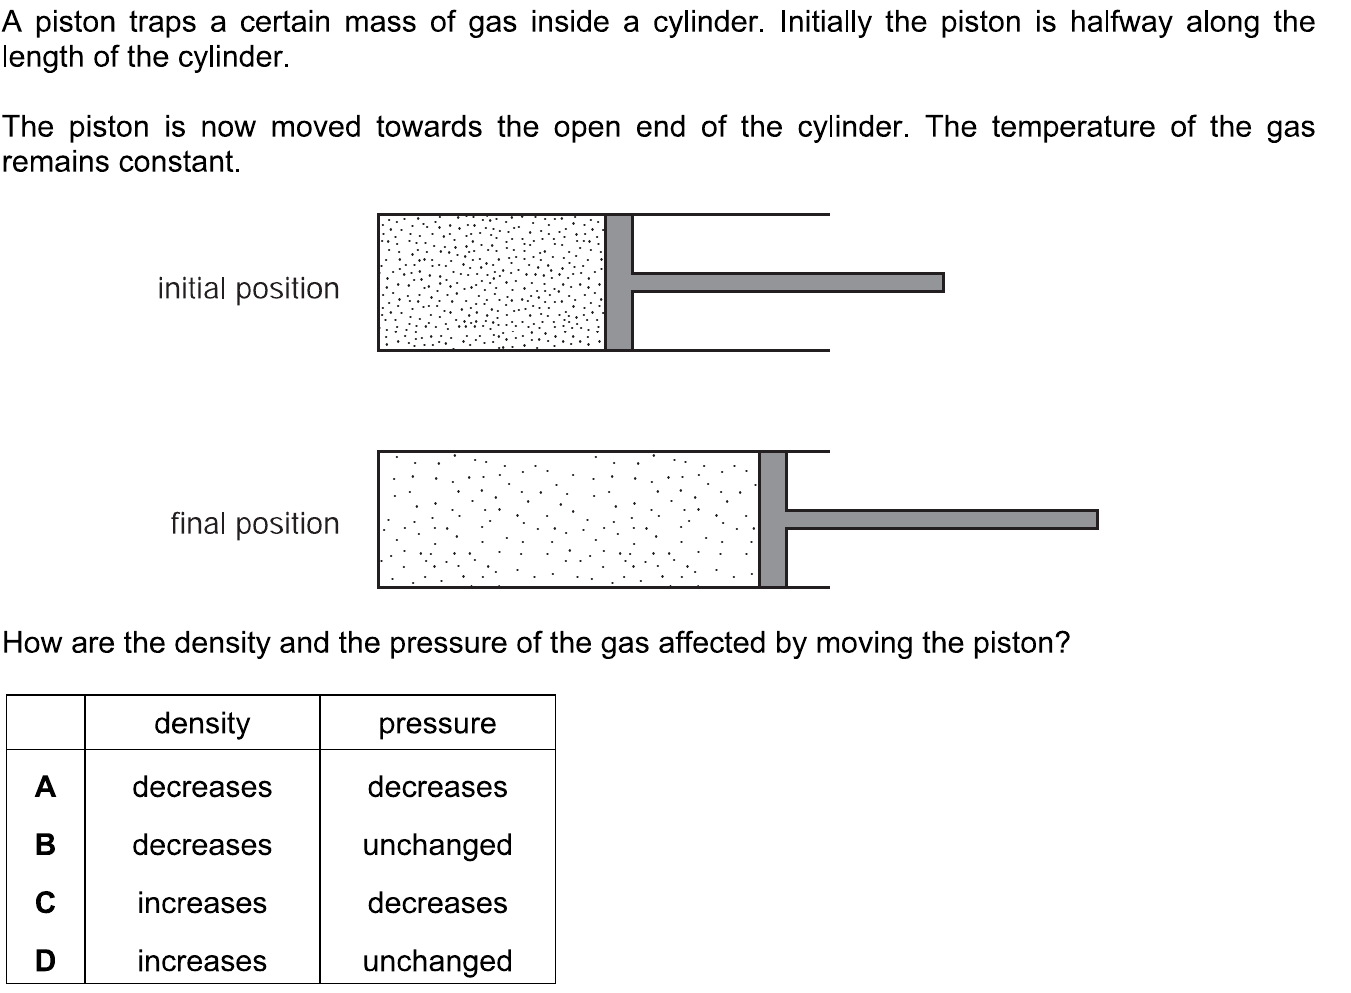 A piston traps a certain mass of gas inside a cylinder. Initially the piston is halfway along the
length of the cylinder.
The piston is now moved towards the open end of the cylinder. The temperature of the gas
remains constant.
initial position
final position
How are the density and the pressure of the gas affected by moving the piston?
density pressure
A decreases decreases
B decreases unchanged
C increases decreases
D increases unchanged